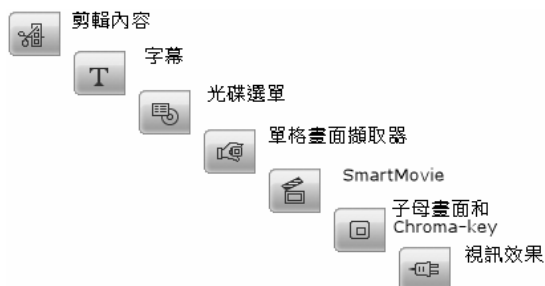 剪輯內容
字幕
T
光碟選單
單格畫面擷取器
SmartMovie
子母畫面和
Chroma-key
視訊效果